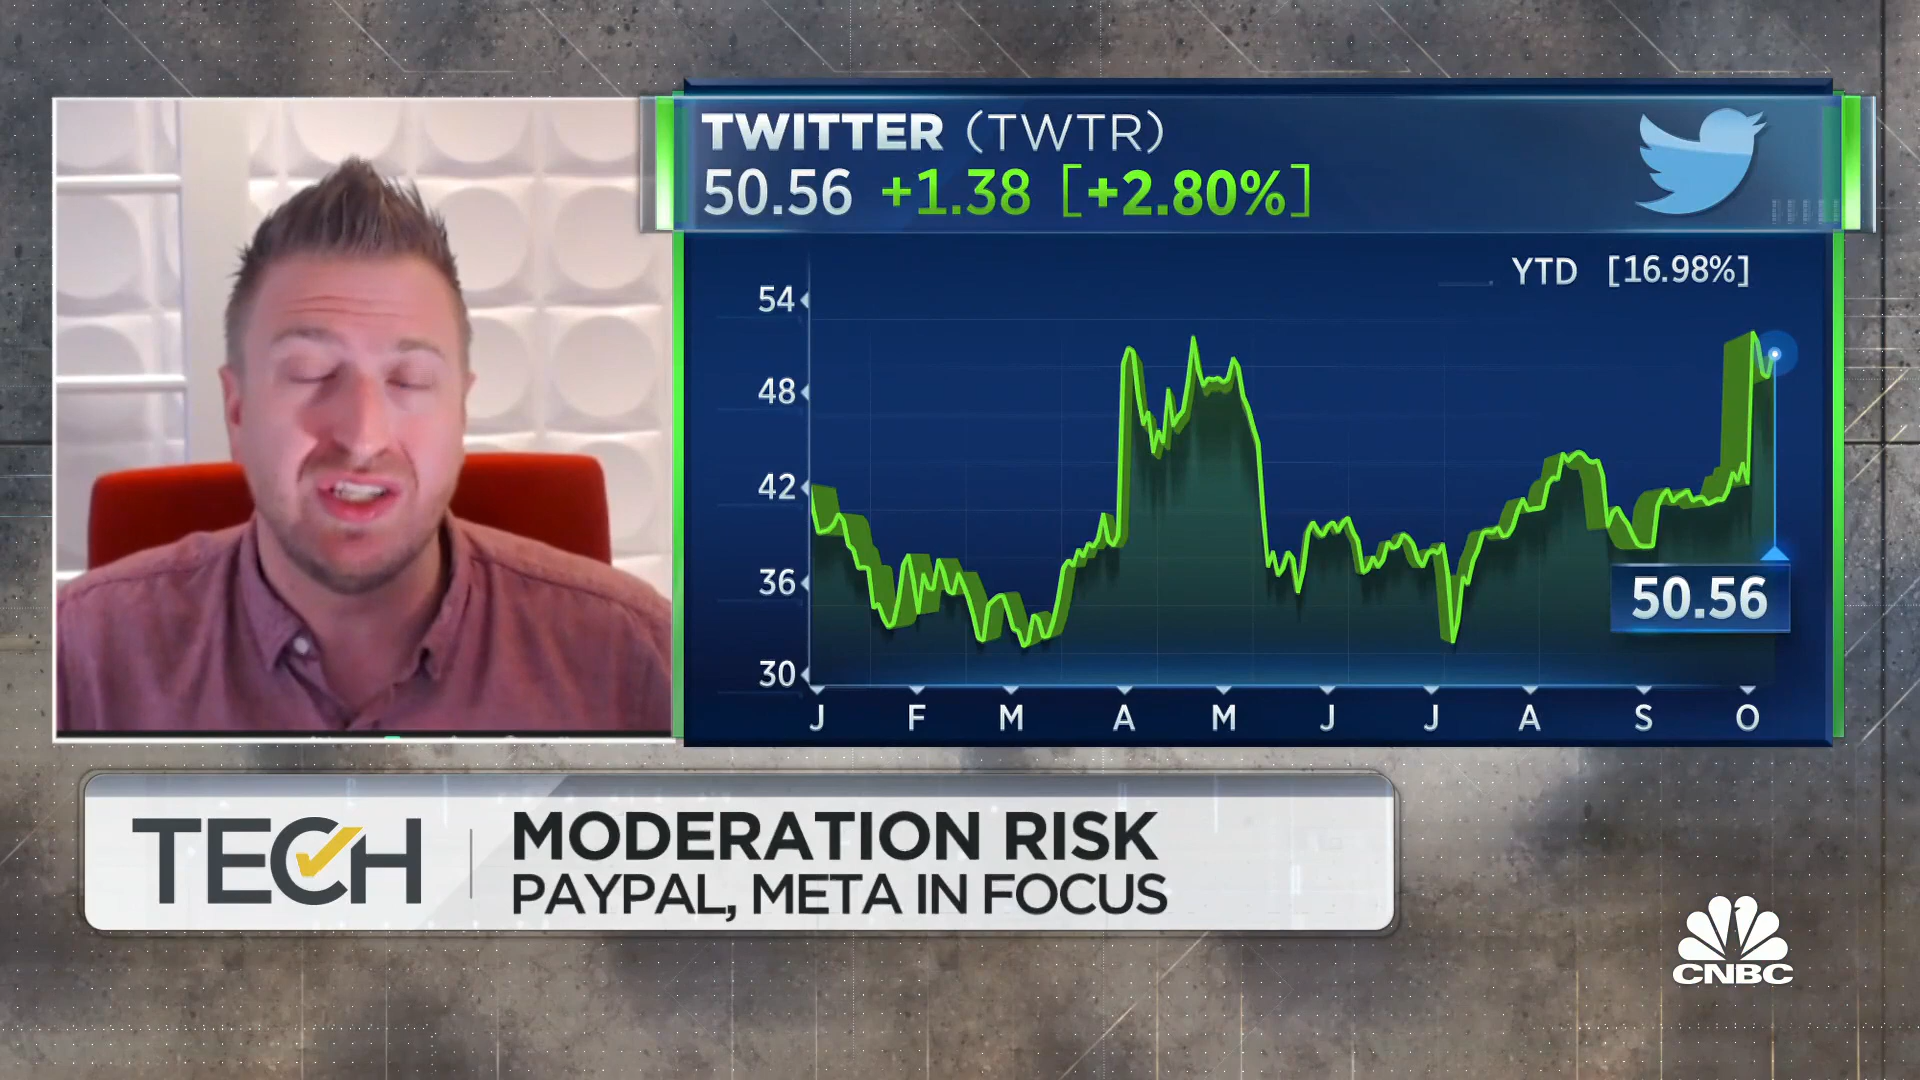 TWITTER (TWTR)
50.56 +1.38 [+2.80%]
YTD [16.98%]
54
48
42
36
30
50.56
J F M A M J J A S O
TECH
MODERATION RISK
PAYPAL, META IN FOCUS
CNBC